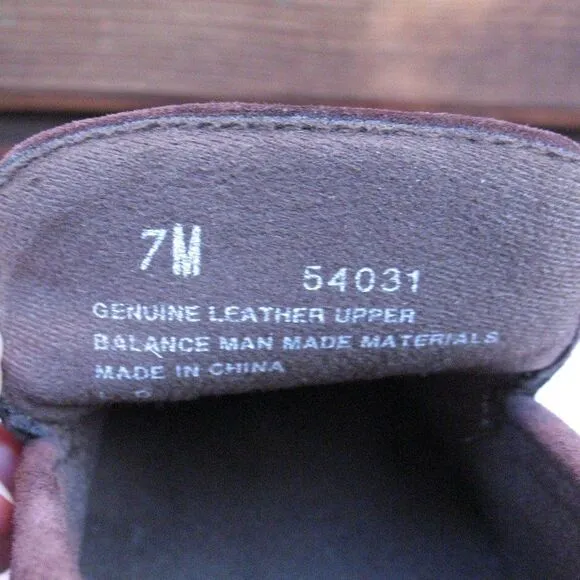 7M 54031
GENUINE LEATHER UPPER
BALANCE MAN MADE MATERIALS
MADE IN CHINA